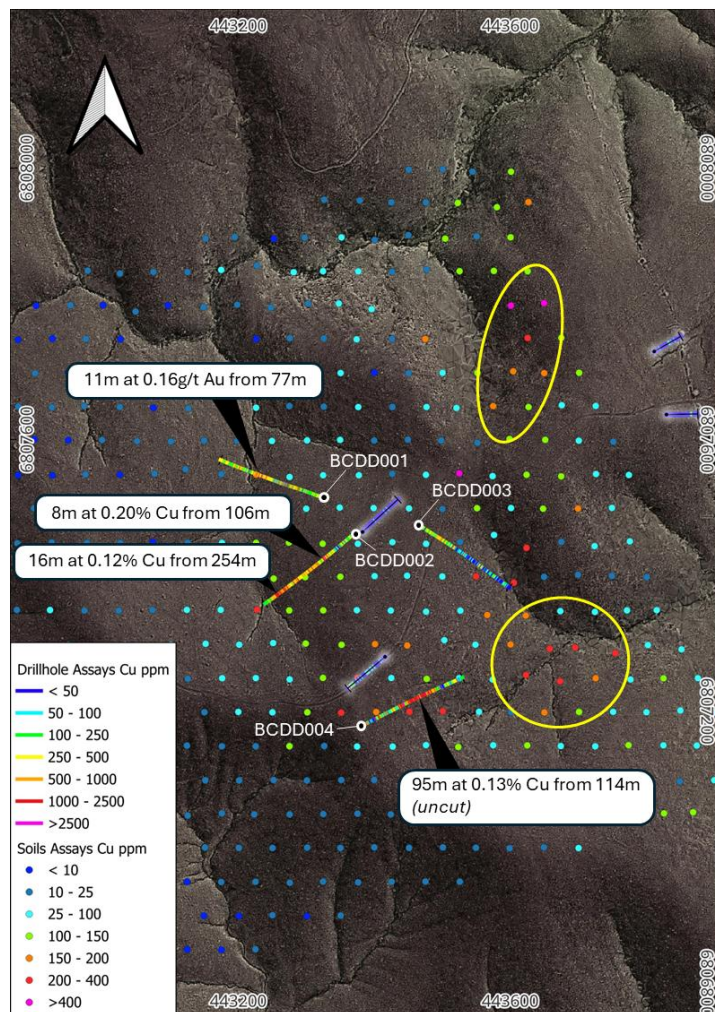 443200
443600
6808000
6808000
11m at 0.16g/t Au from 77m
6807600
6807600
BCDD001
BCDD003
8m at 0.20% Cu from 106m
BCDD002
16m at 0.12% Cu from 254m
Drillhole Assays Cu ppm
< 50
50 - 100
100 - 250
250 - 500
500 - 1000
1000 - 2500
>2500
Soils Assays Cu ppm
< 10
10 - 25
25 - 100
100 - 150
150 - 200
200 - 400
>400
6807200
BCDD004
95m at 0.13% Cu from 114m
(uncut)
6806800
443200
443600